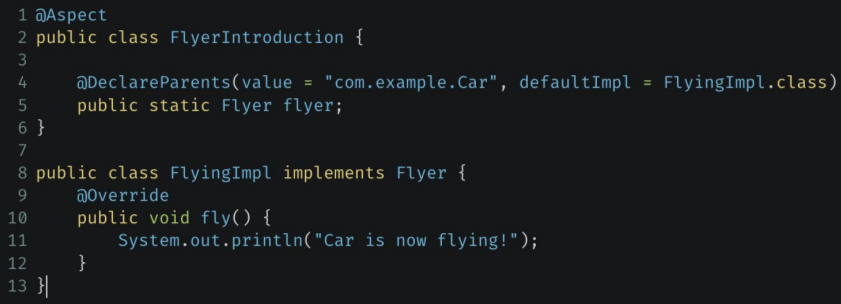 1 @Aspect
2 public class FlyerIntroduction {
3
4     @DeclareParents(value = "com.example.Car", defaultImpl = FlyingImpl.class)
5     public static Flyer flyer;
6 }
7
8 public class FlyingImpl implements Flyer {
9     @Override
10     public void fly() {
11         System.out.println("Car is now flying!");
12     }
13 }